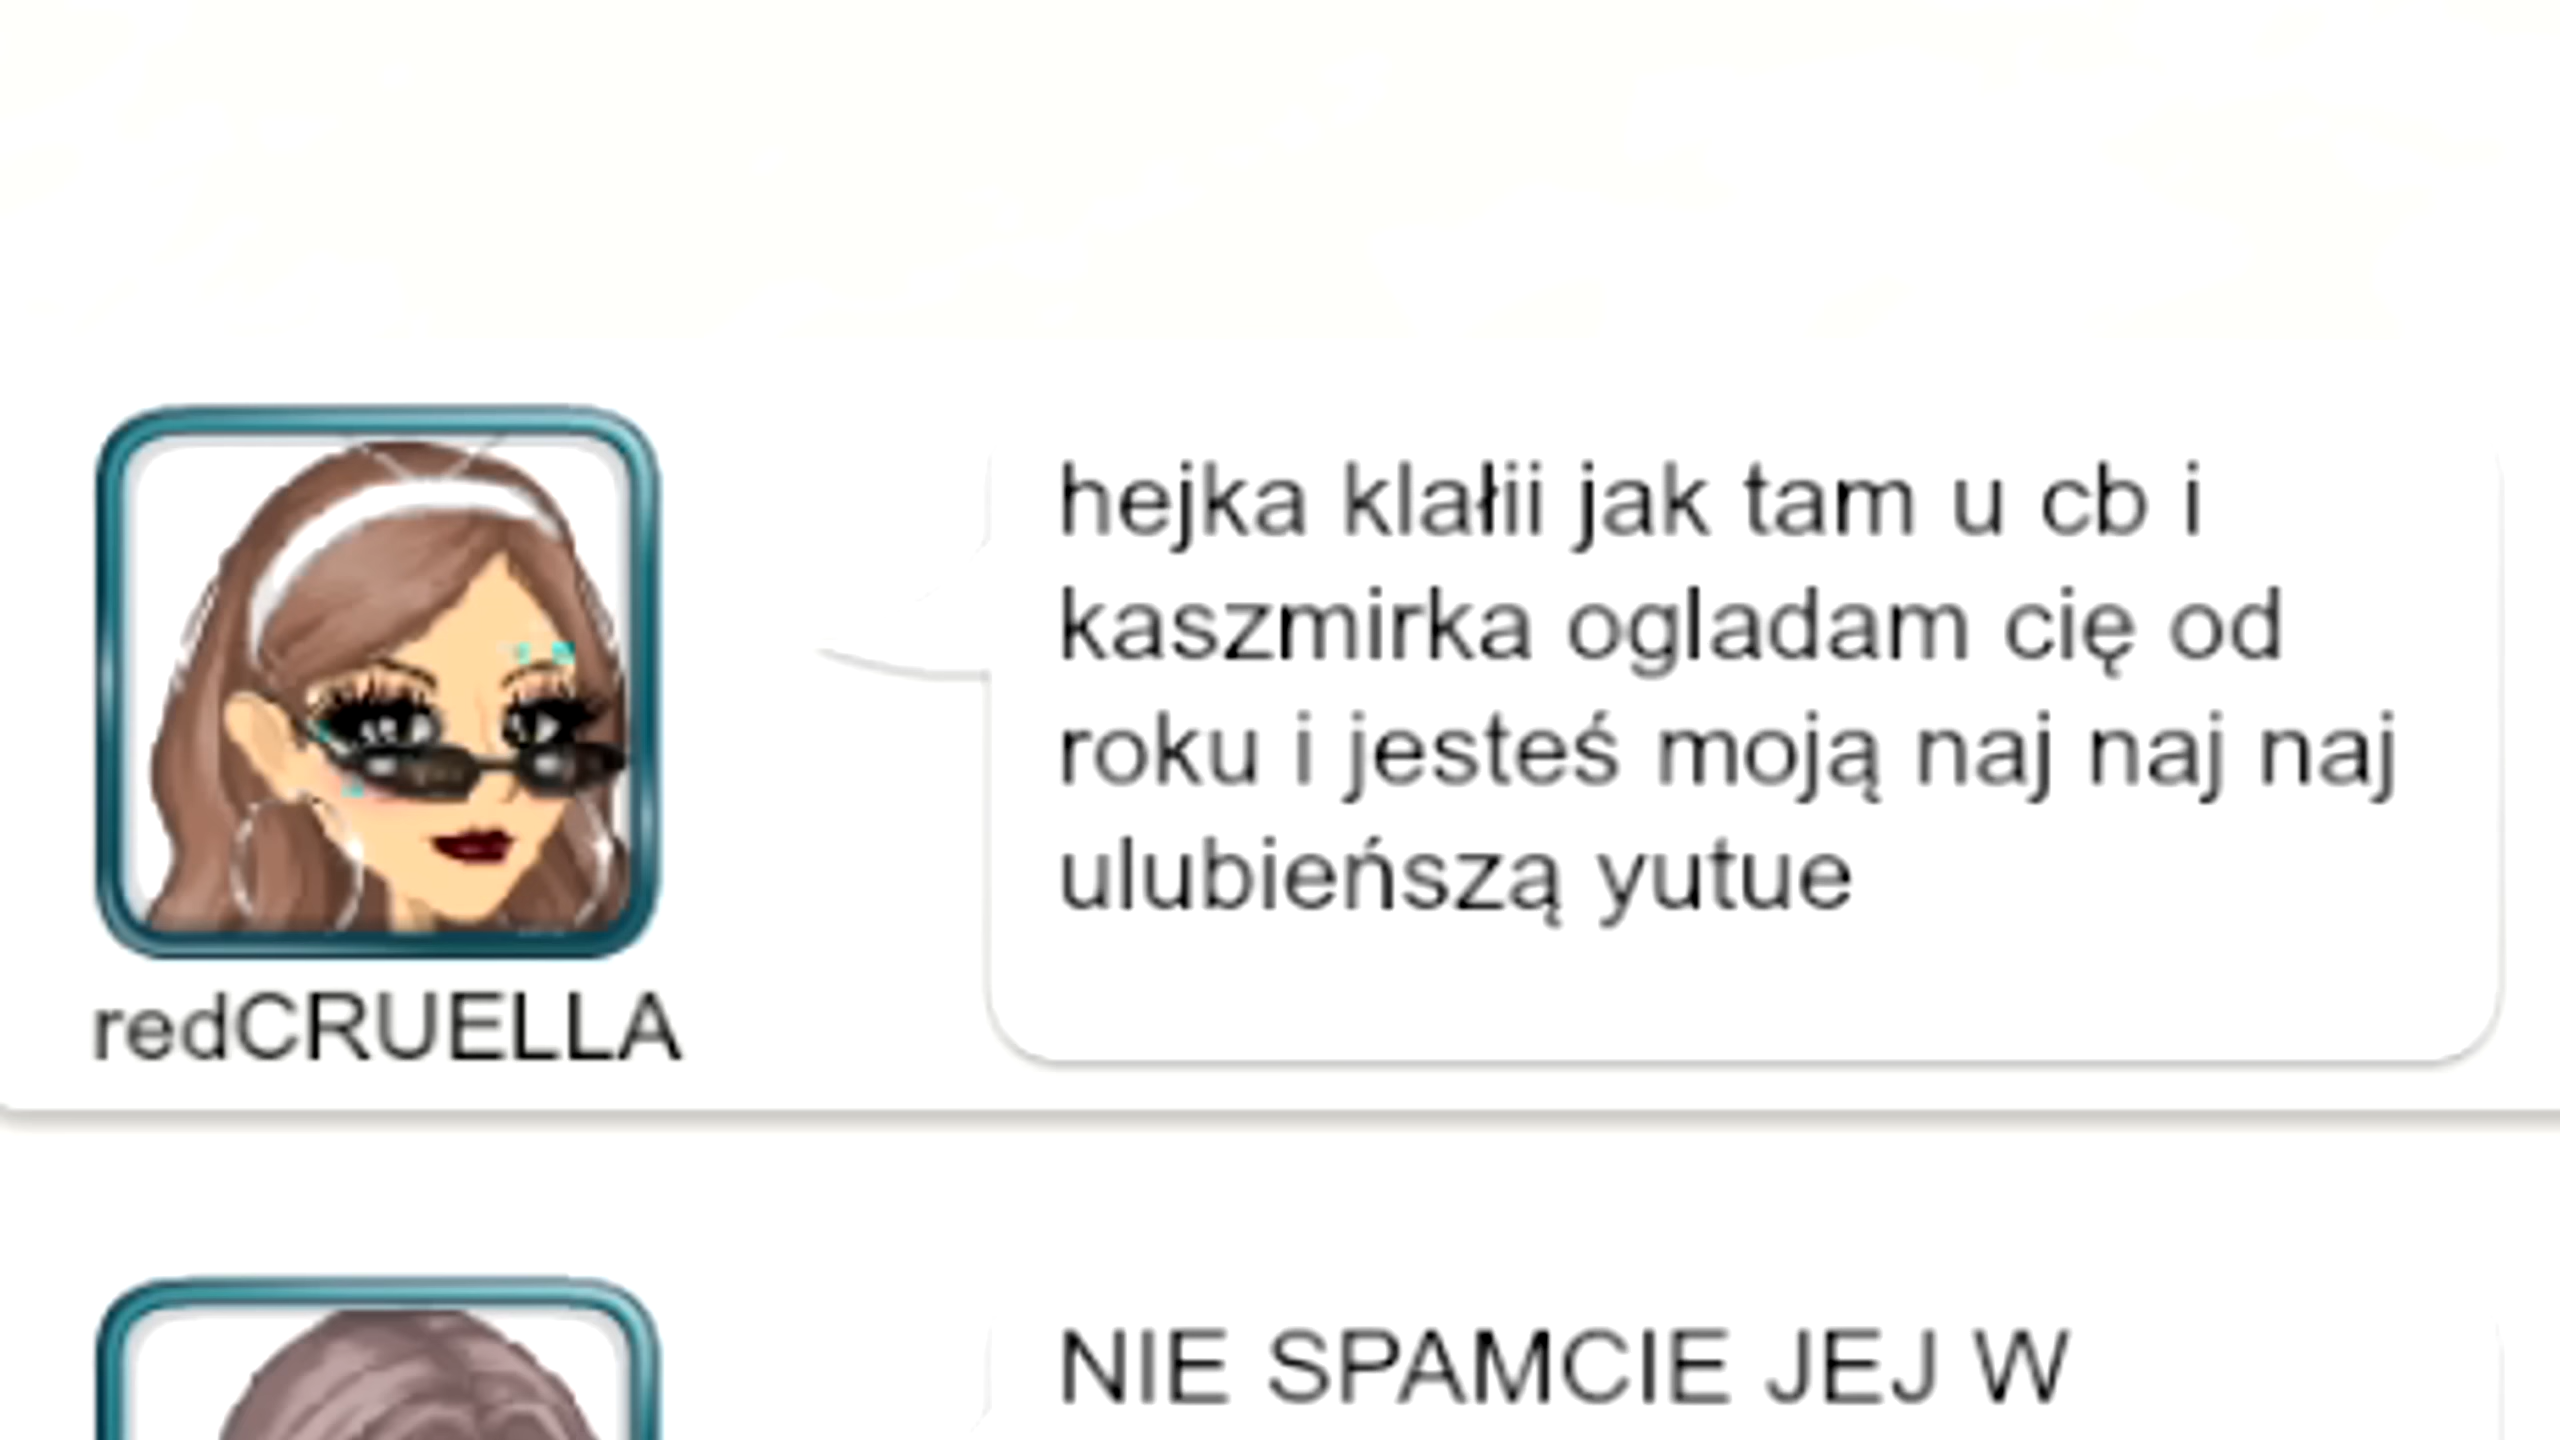 hejka klałii jak tam u cb i
kaszmirka ogladam cię od
roku i jesteś moją naj naj naj
ulubieńszą yutue
redCRUELLA
NIE SPAMCIE JEJ W